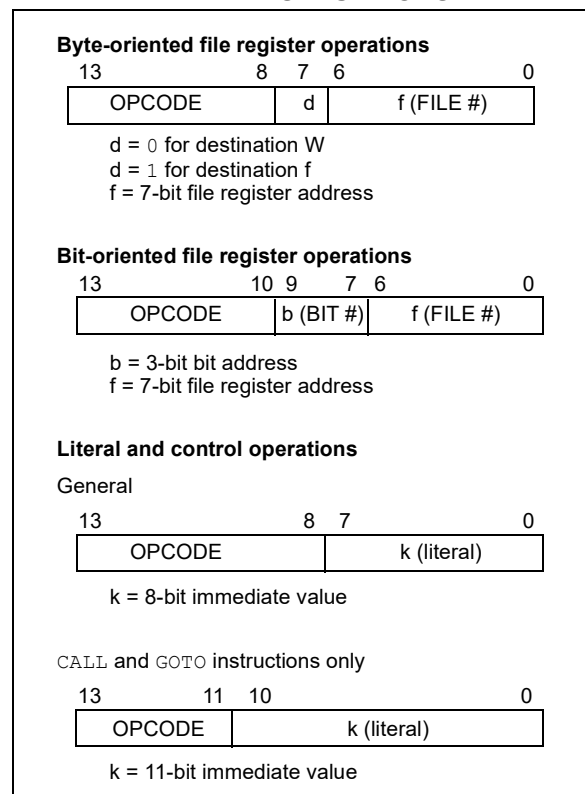 Byte-oriented file register operations
13 8 7 6 0
OPCODE d f (FILE #)
d = 0 for destination W
d = 1 for destination f
f = 7-bit file register address
Bit-oriented file register operations
13 10 9 7 6 0
OPCODE b (BIT #) f (FILE #)
b = 3-bit bit address
f = 7-bit file register address
Literal and control operations
General
13 8 7 0
OPCODE k (literal)
k = 8-bit immediate value
CALL and GOTO instructions only
13 11 10 0
OPCODE k (literal)
k = 11-bit immediate value